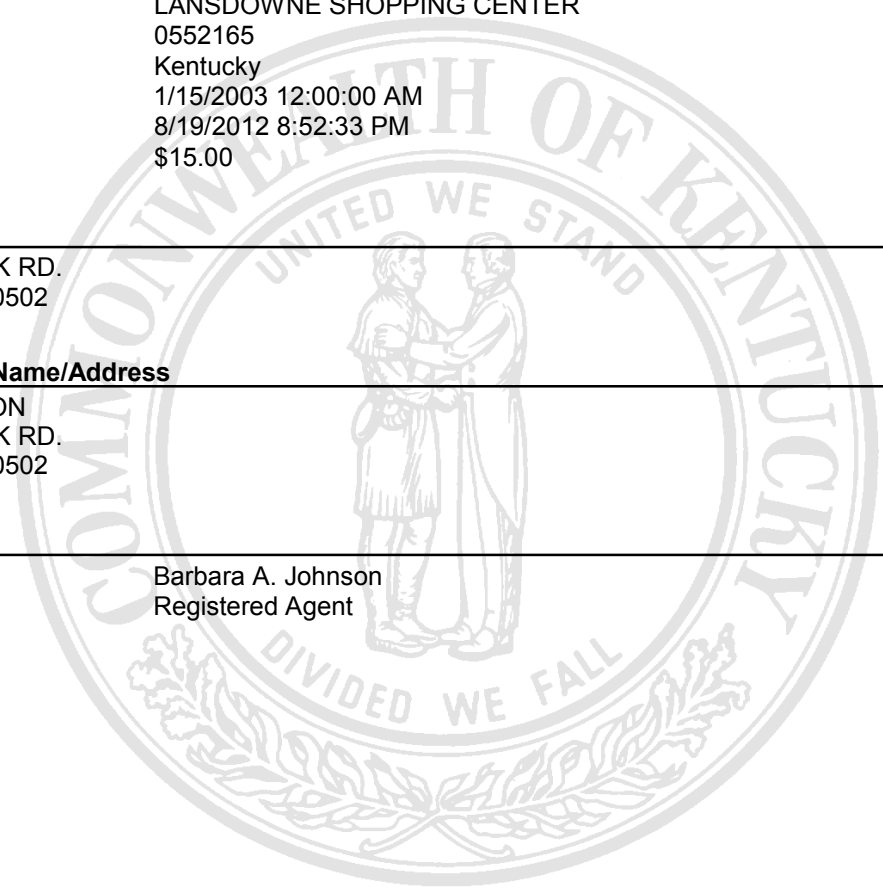 LANSDOWNE SHOPPING CENTER
0552165
Kentucky
1/15/2003 12:00:00 AM
8/19/2012 8:52:33 PM
$15.00
K RD.
0502
Name/Address
ON
K RD.
0502
Barbara A. Johnson
Registered Agent
COMMONWEALTH OF KENTUCKY
UNITED WE STAND
DIVIDED WE FALL